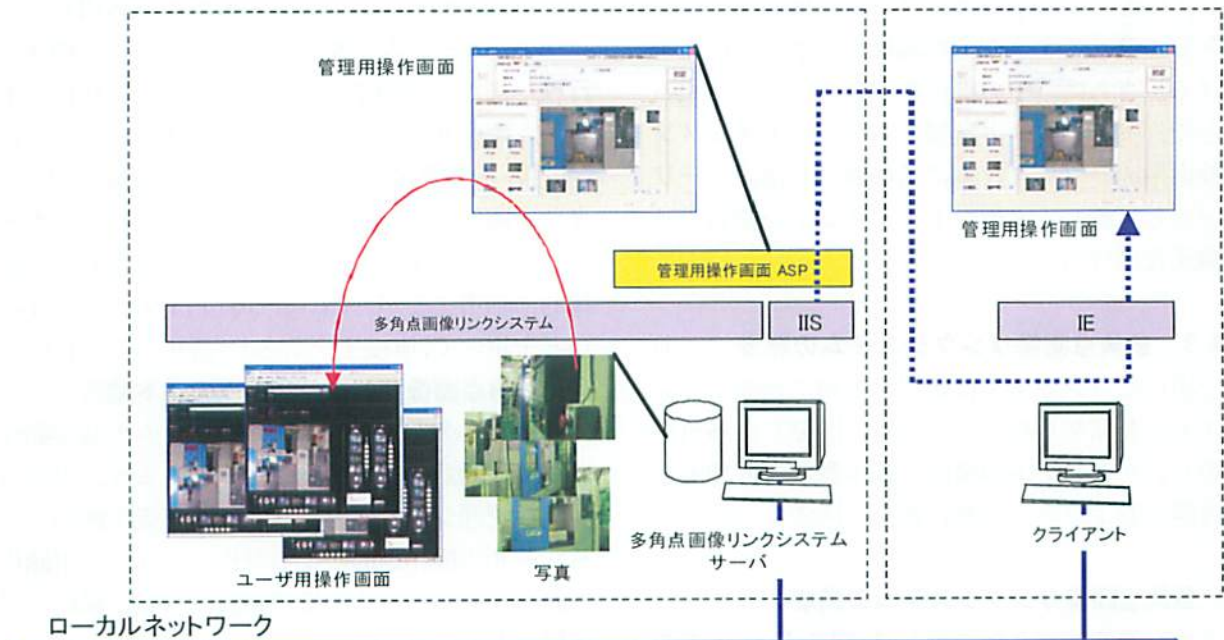 管理用操作画面
管理用操作画面
管理用操作画面 ASP
多角点画像リンクシステム
IIS
IE
ユーザ用操作画面
写真
多角点画像リンクシステム
サーバ
クライアント
ローカルネットワーク